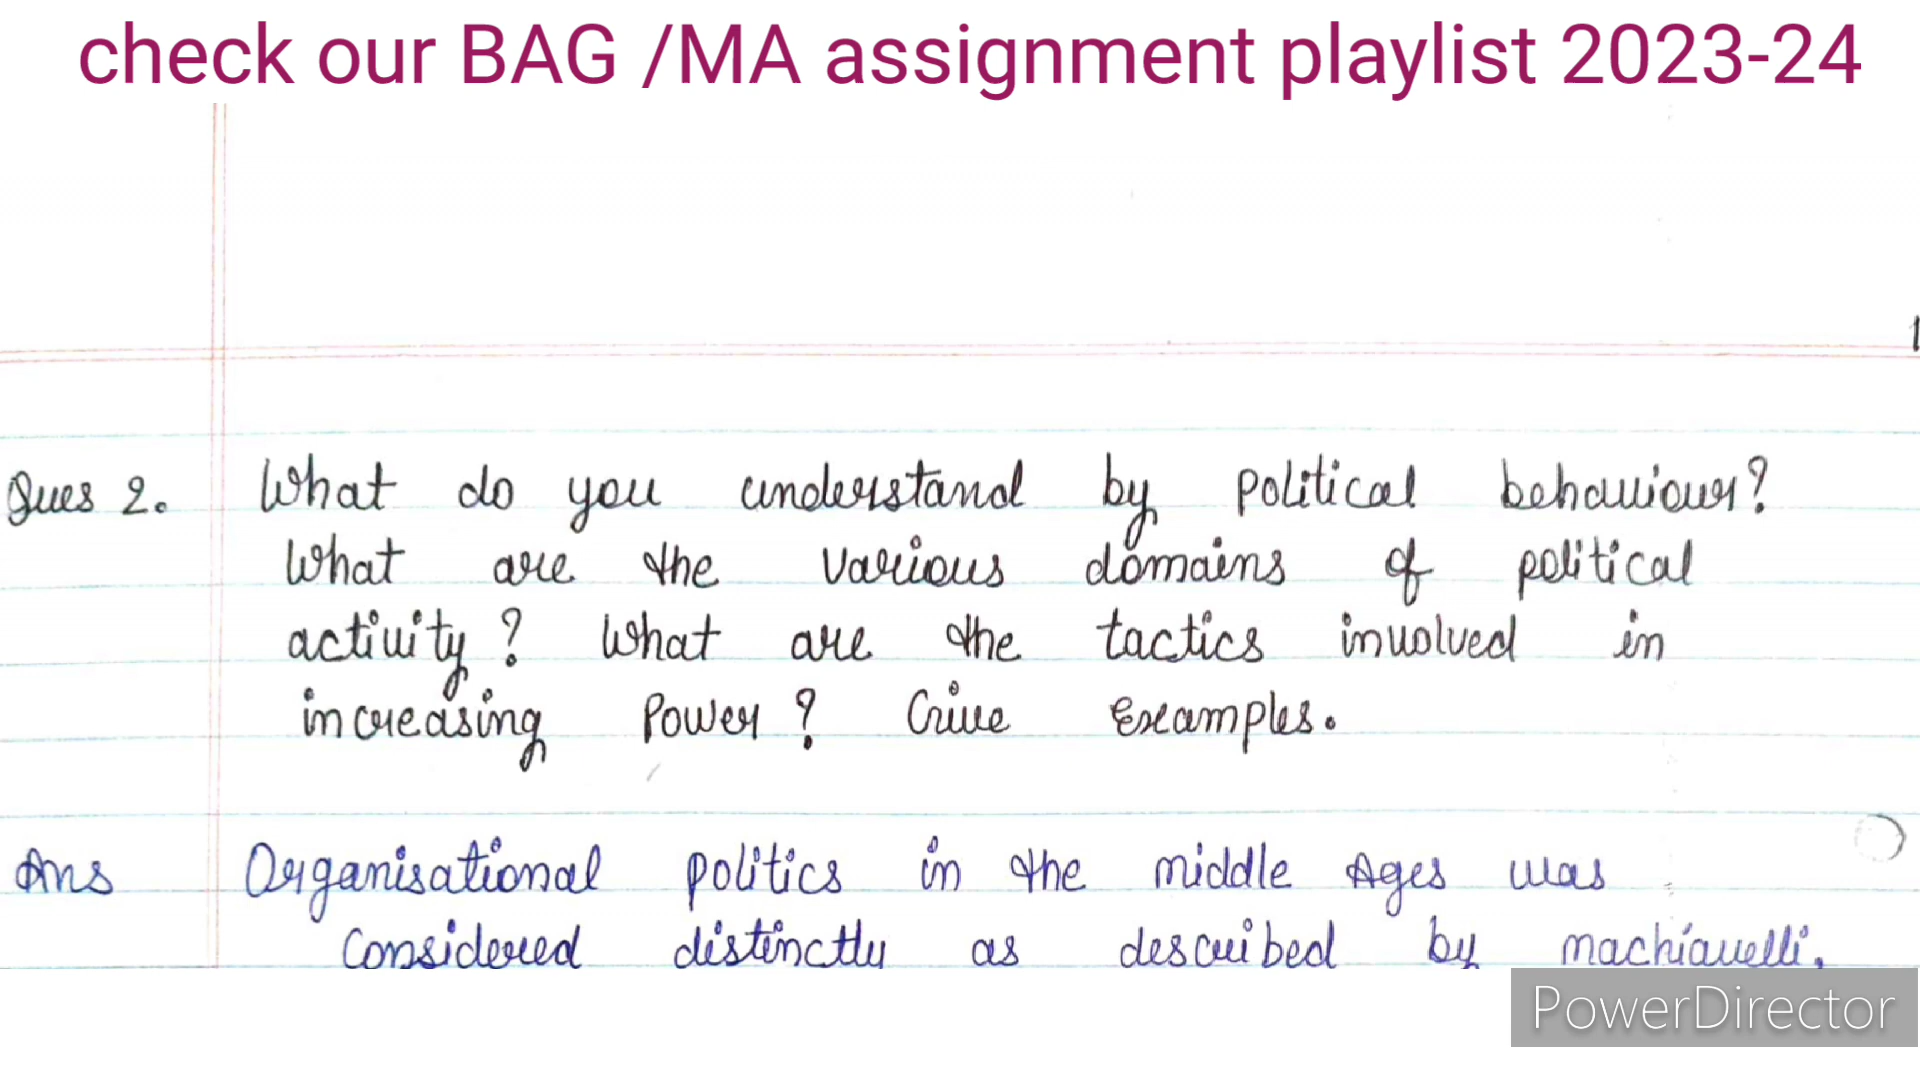 check our BAG /MA assignment playlist 2023-24
1
Ques 2. What do you understand by political behaviour?
What are the various domains of political
activity? What are the tactics involved in
increasing Power? Give Examples.
Ans Organisational politics in the middle Ages was
Considered distinctly as described by machiavelli.
PowerDirector